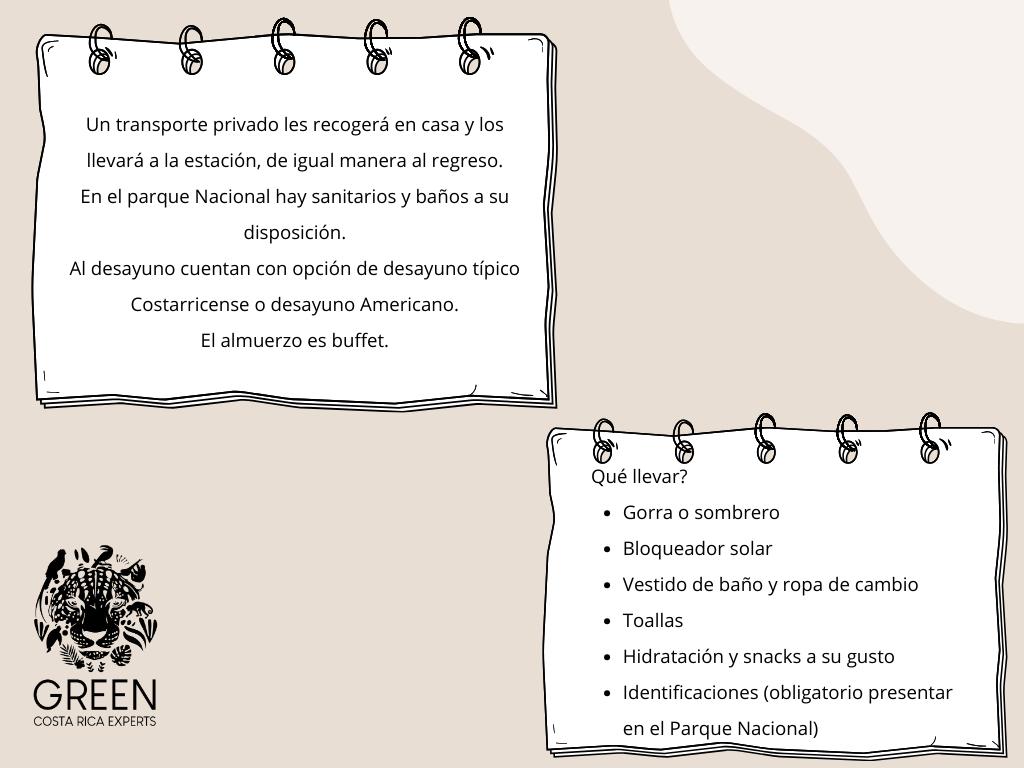 Un transporte privado les recogerá en casa y los
llevará a la estación, de igual manera al regreso.
En el parque Nacional hay sanitarios y baños a su
disposición.
Al desayuno cuentan con opción de desayuno típico
Costarricense o desayuno Americano.
El almuerzo es buffet.
Qué llevar?
• Gorra o sombrero
• Bloqueador solar
• Vestido de baño y ropa de cambio
• Toallas
• Hidratación y snacks a su gusto
• Identificaciones (obligatorio presentar
en el Parque Nacional)
GREEN
COSTA RICA EXPERTS